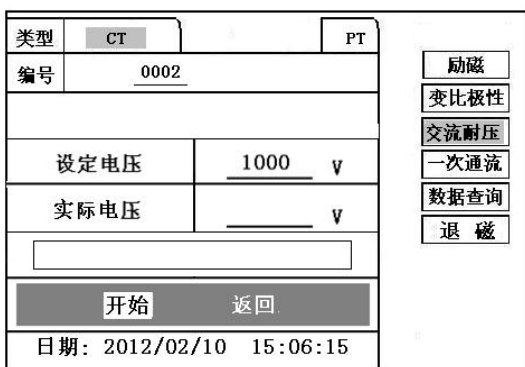 类型 CT PT
编号 0002
设定电压 1000 V
实际电压 V
开始 返回
日期: 2012/02/10 15:06:15
励磁
变比极性
交流耐压
一次通流
数据查询
退 磁